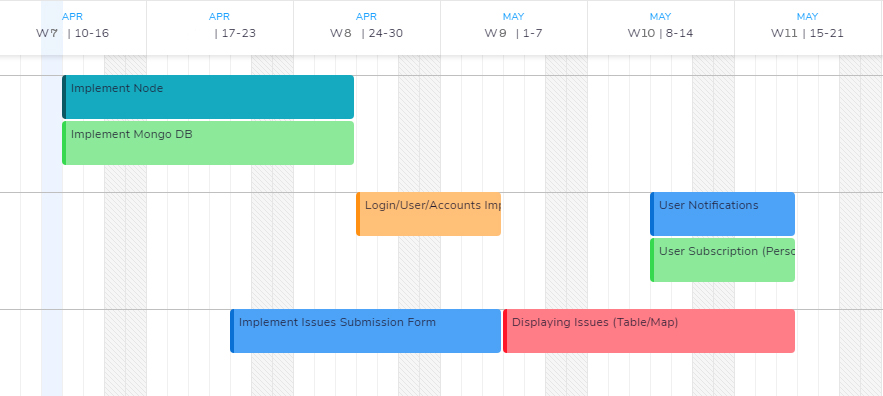 APR
W7 | 10-16
APR
| 17-23
APR
W8 | 24-30
MAY
W9 | 1-7
MAY
W10 | 8-14
MAY
W11 | 15-21
Implement Node
Implement Mongo DB
Login/User/Accounts Imp
User Notifications
User Subscription (Perso
Implement Issues Submission Form
Displaying Issues (Table/Map)